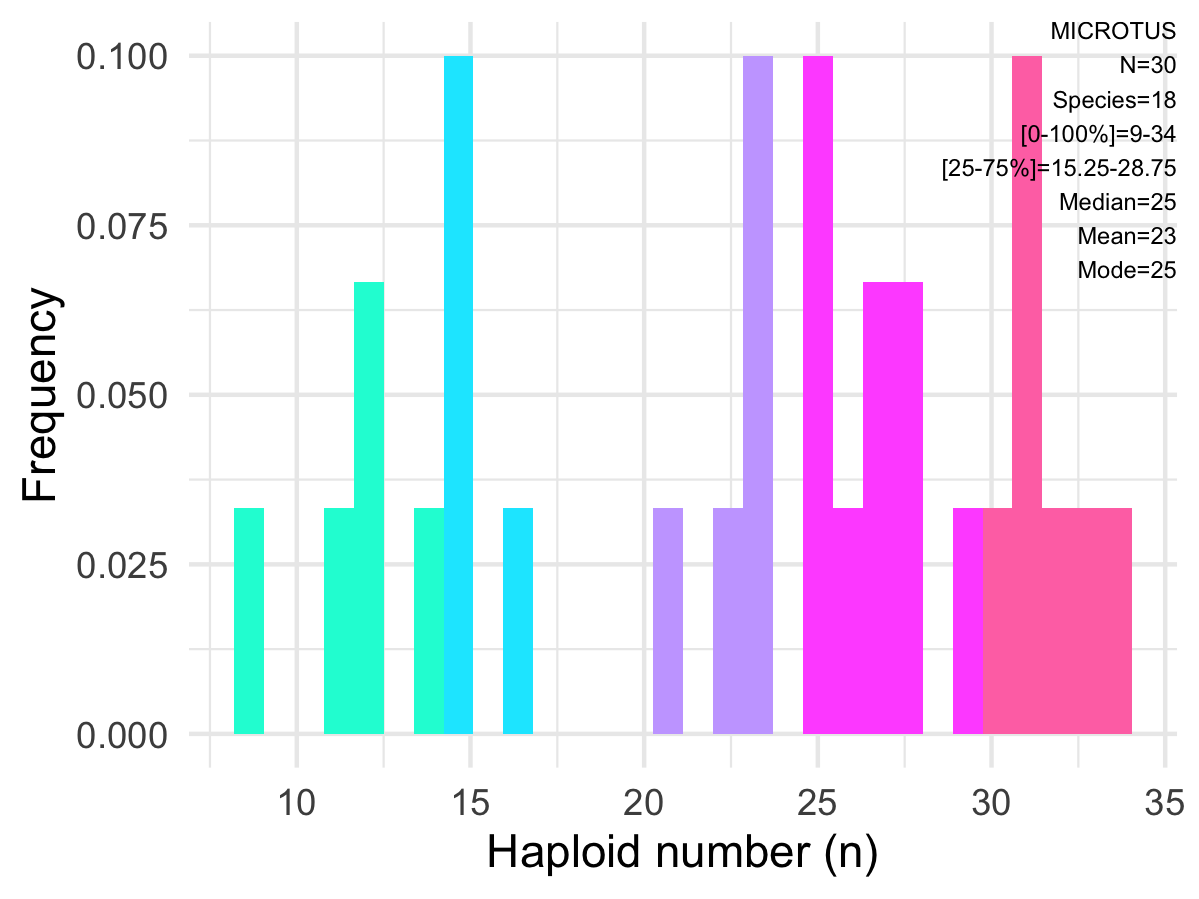 MICROTUS
N=30
Species=18
[0-100%]=9-34
[25-75%]=15.25-28.75
Median=25
Mean=23
Mode=25
0.100
0.075
0.050
0.025
0.000
Frequency
10 15 20 25 30 35
Haploid number (n)